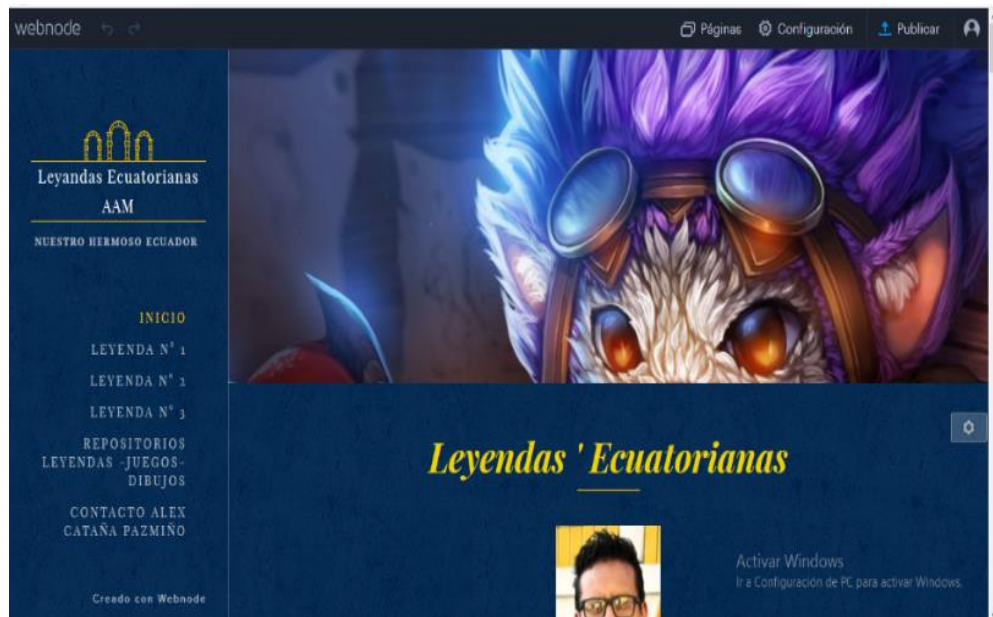 webnode
Páginas
Configuración
Publicar
Leyandas Ecuatorianas
AAM
NUESTRO HERMOSO ECUADOR
INICIO
LEYENDA N° 1
LEYENDA N° 2
LEYENDA N° 3
REPOSITORIOS
LEYENDAS -JUEGOS-
DIBUJOS
CONTACTO ALEX
CATAÑA PAZMIÑO
Creado con Webnode
Leyendas ' Ecuatorianas
Activar Windows
Ir a Configuración de PC para activar Windows.